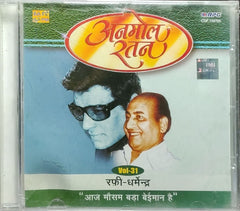 अनमोल
रतन
Vol-31
रफ़ी-धर्मेन्द्र
"आज मौसम बड़ा बेईमान है"